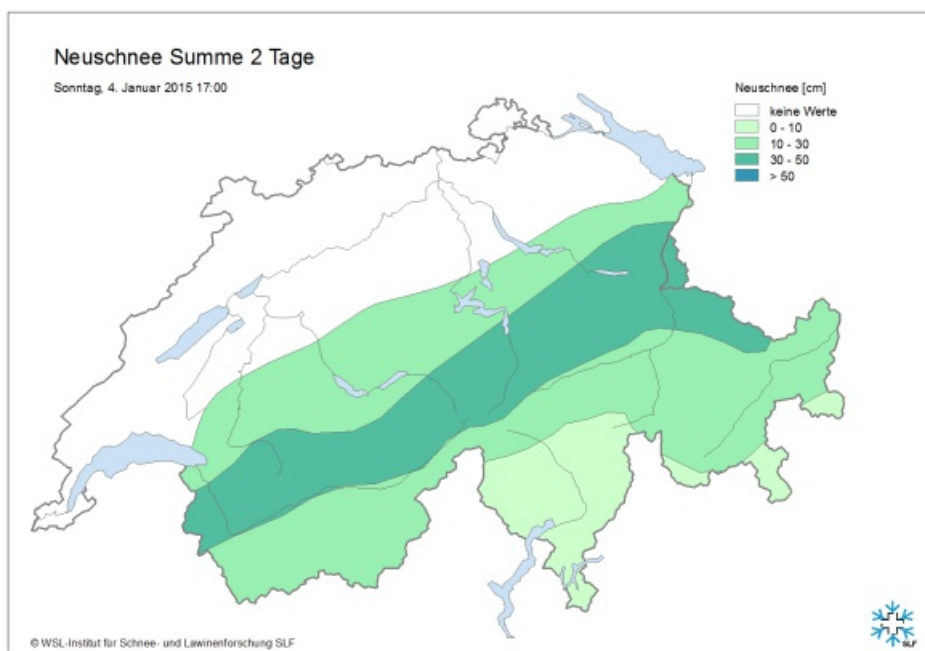 Neuschnee Summe 2 Tage
Sonntag, 4. Januar 2015 17:00
Neuschnee [cm]
keine Werte
0 - 10
10 - 30
30 - 50
> 50
© WSL-Institut für Schnee- und Lawinenforschung SLF
SLF